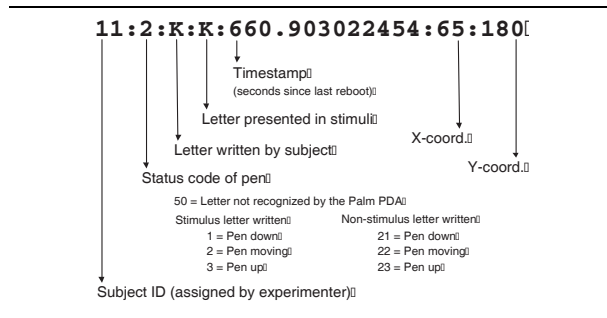 11:2:K:K:660.903022454:65:180
Timestamp
(seconds since last reboot)
Letter presented in stimuli
X-coord.
Letter written by subject
Y-coord.
Status code of pen
50 = Letter not recognized by the Palm PDA
Stimulus letter written Non-stimulus letter written
1 = Pen down 21 = Pen down
2 = Pen moving 22 = Pen moving
3 = Pen up 23 = Pen up
Subject ID (assigned by experimenter)